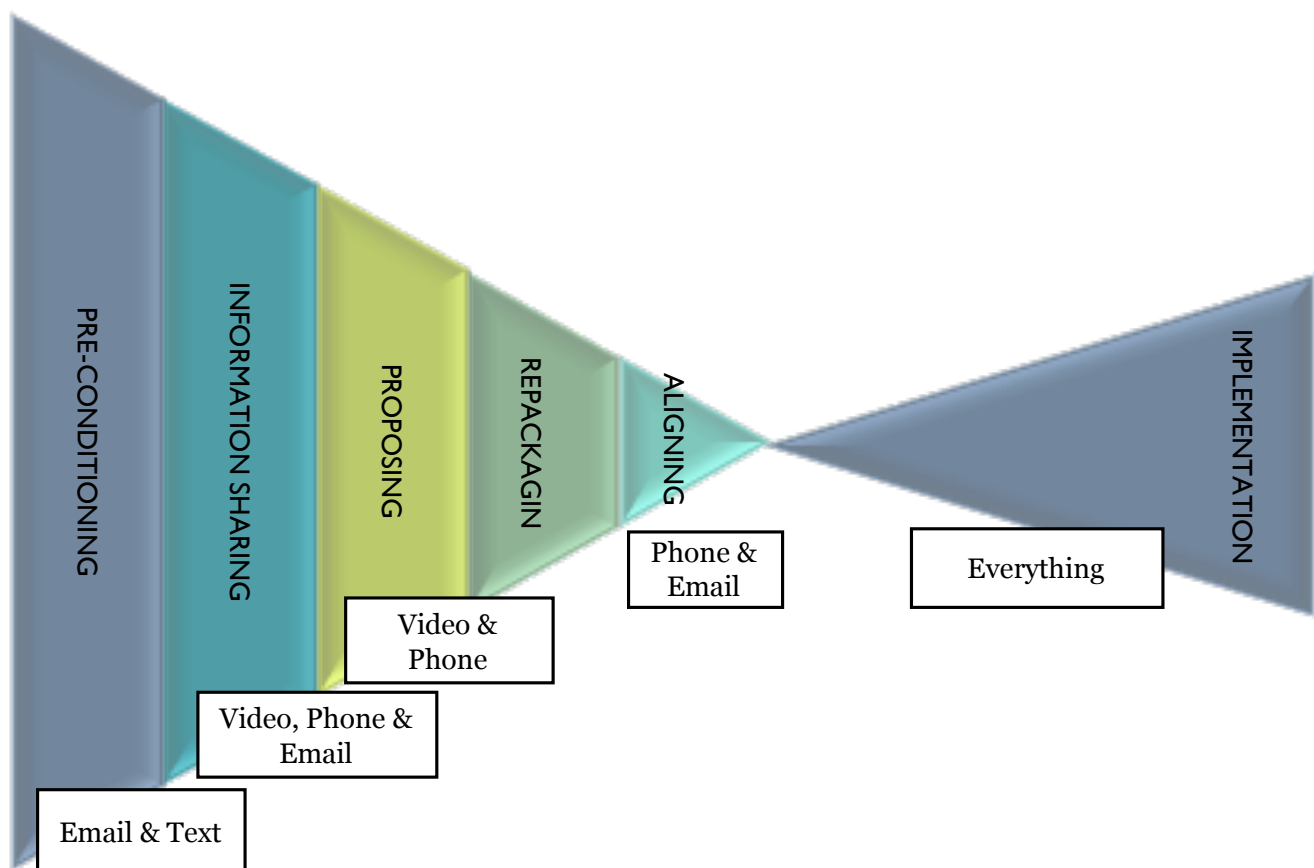 PRE-CONDITIONING
INFORMATION SHARING
PROPOSING
REPACKAGIN
ALIGNING
IMPLEMENTATION
Phone &
Email
Everything
Video &
Phone
Video, Phone &
Email
Email & Text